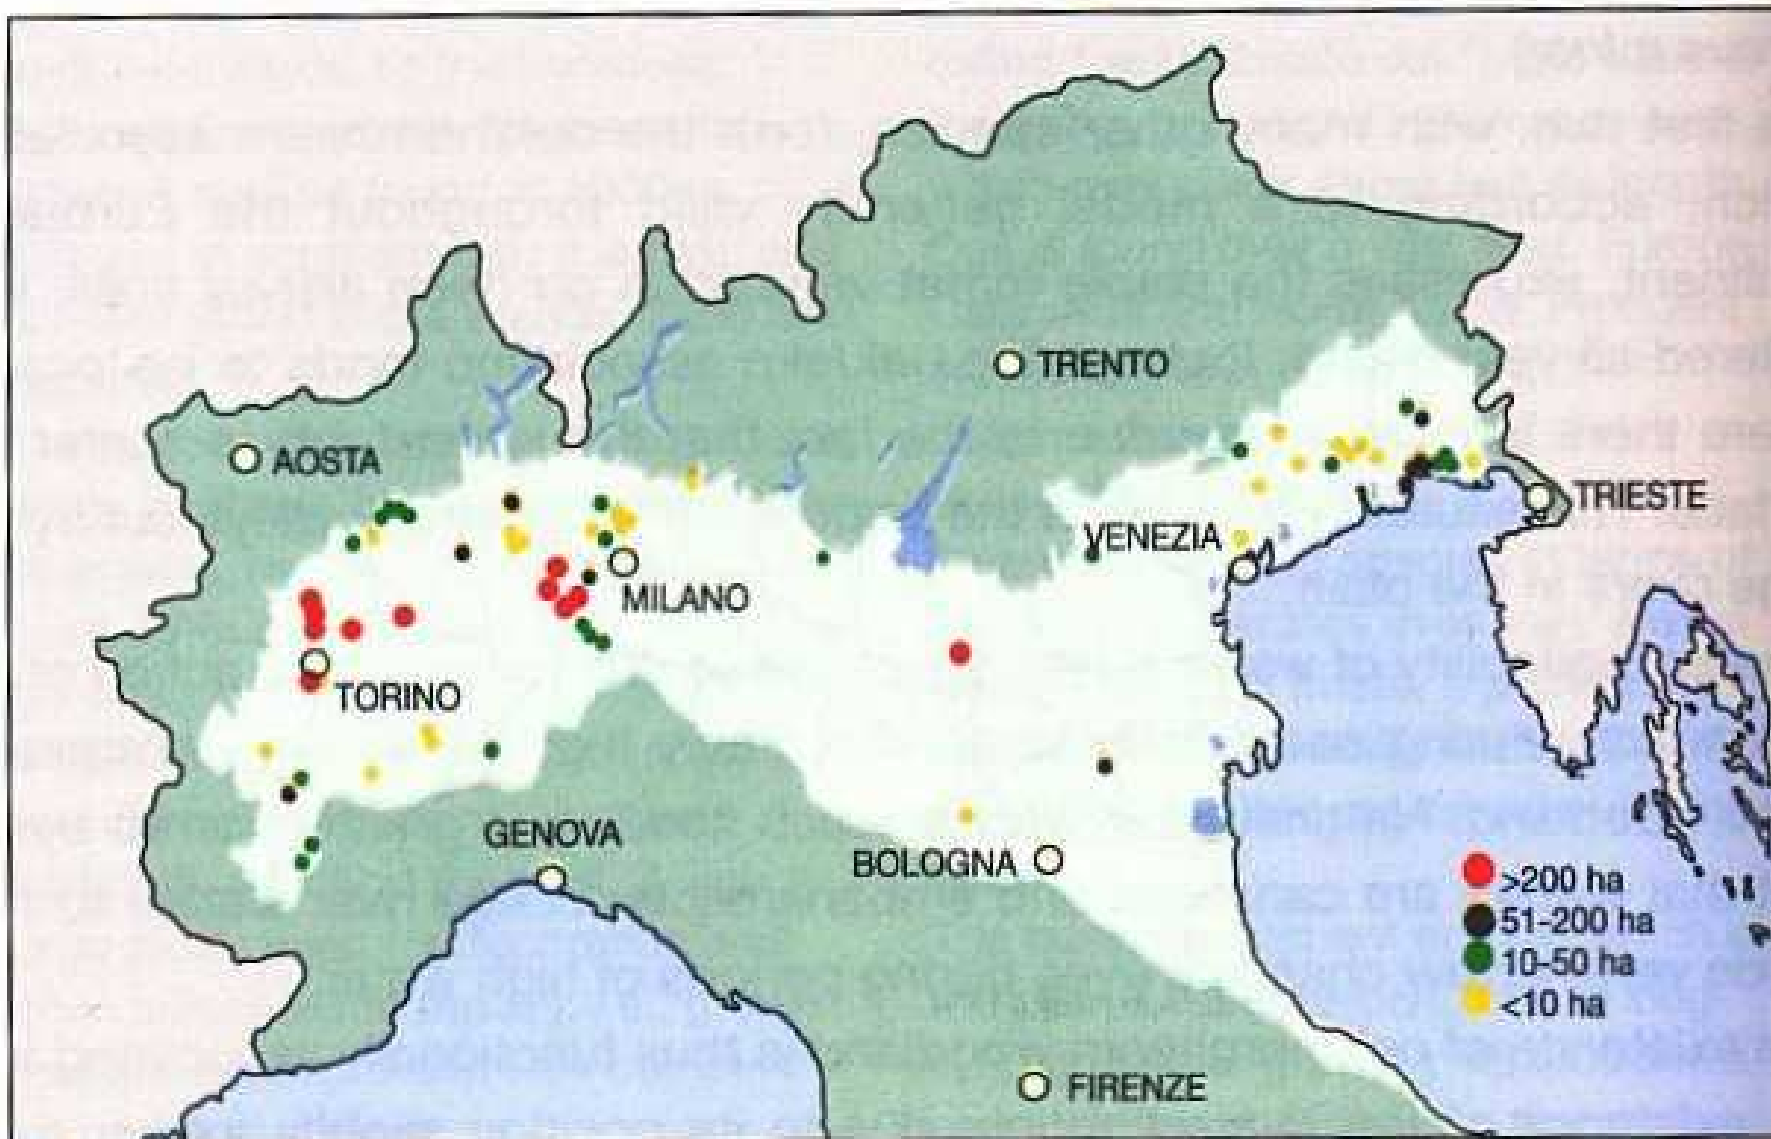 TRENTO
AOSTA
TRIESTE
VENEZIA
MILANO
TORINO
GENOVA
BOLOGNA
>200 ha
51-200 ha
10-50 ha
<10 ha
FIRENZE